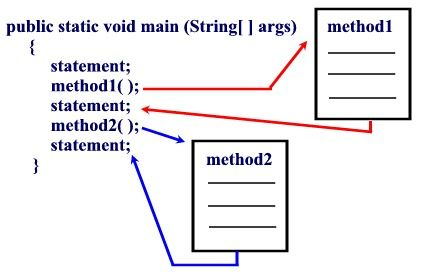 public static void main (String[ ] args)
{
statement;
method1( );
statement;
method2( );
statement;
}
method1
method2